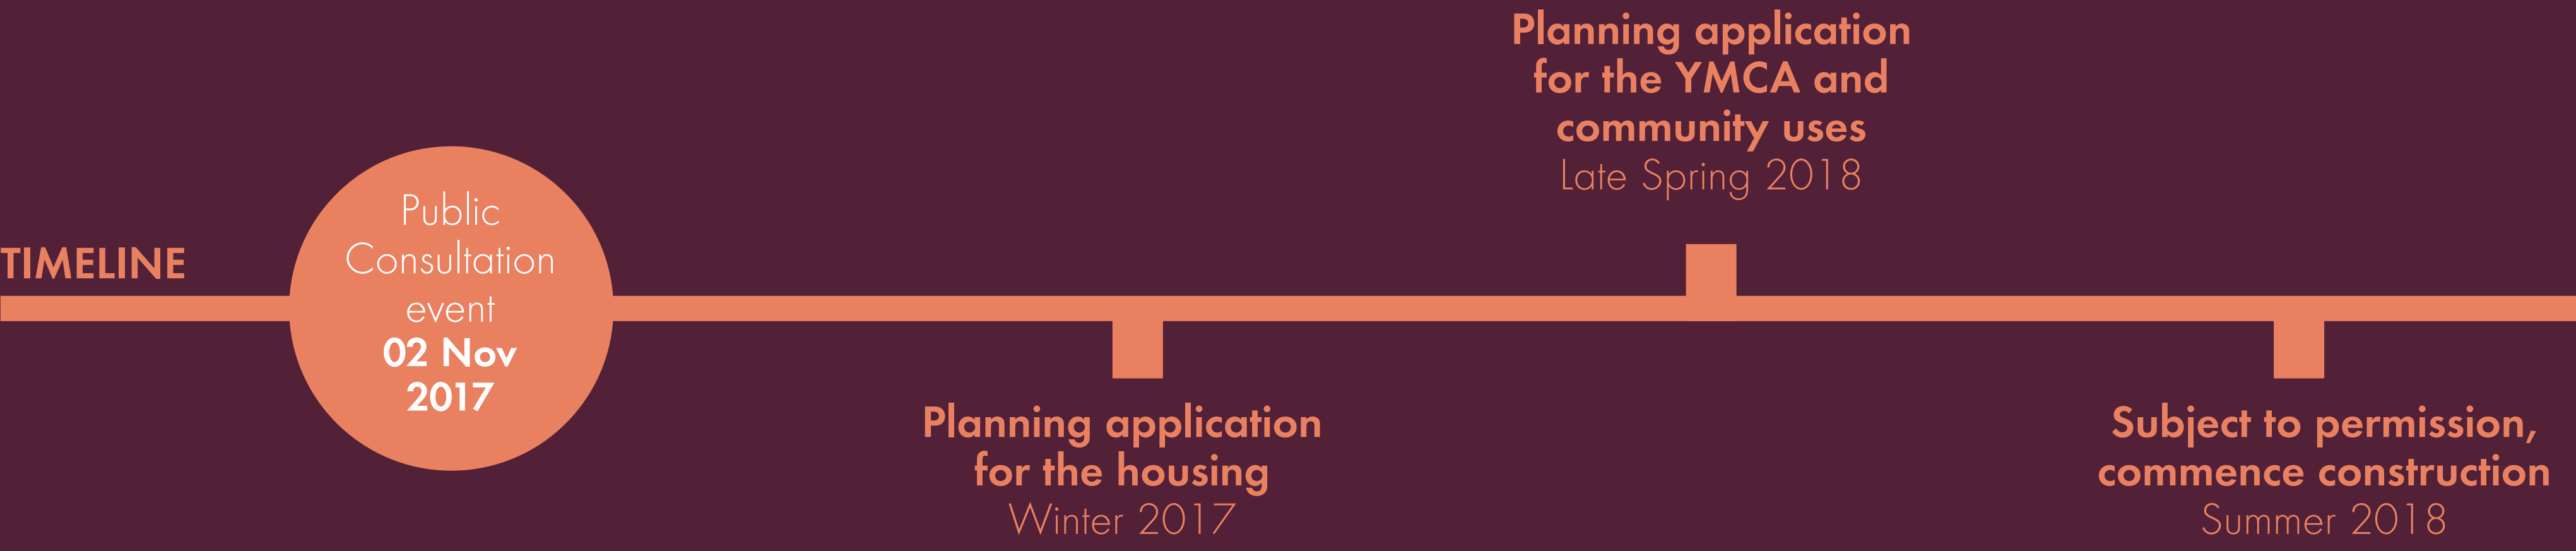 TIMELINE
Public
Consultation
event
02 Nov
2017
Planning application
for the housing
Winter 2017
Planning application
for the YMCA and
community uses
Late Spring 2018
Subject to permission,
commence construction
Summer 2018